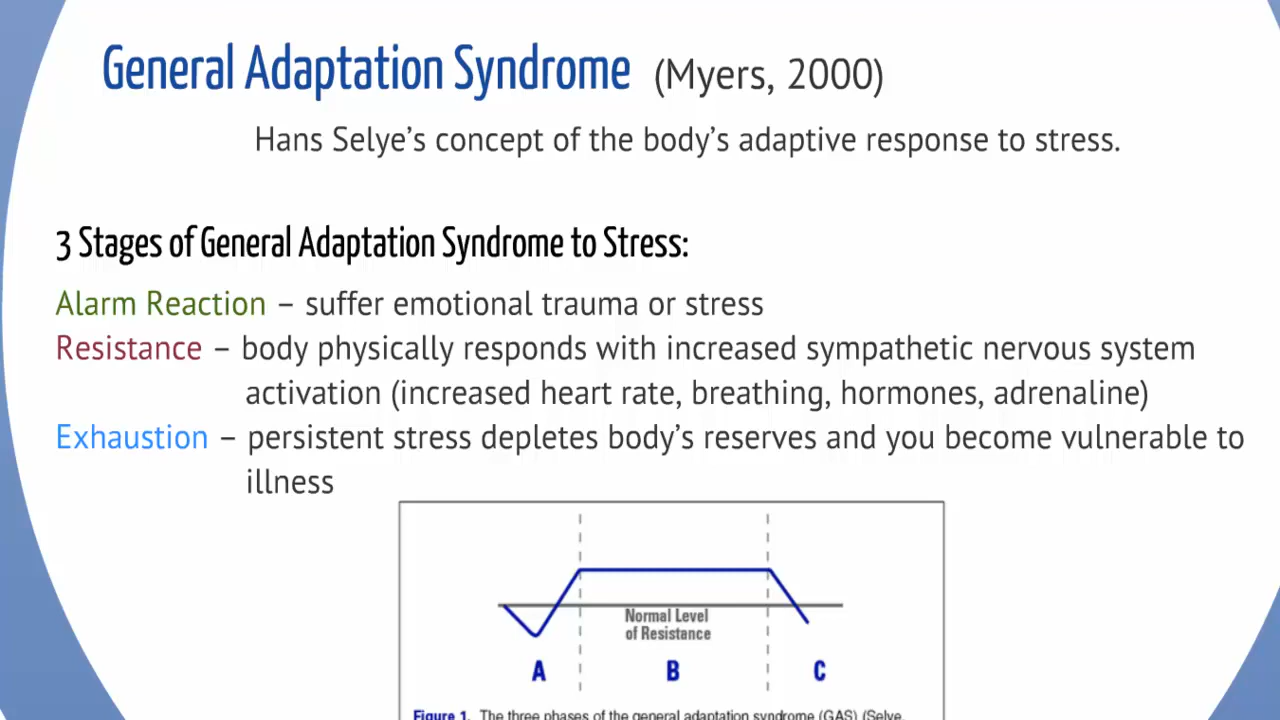 General Adaptation Syndrome (Myers, 2000)
Hans Selye’s concept of the body’s adaptive response to stress.
3 Stages of General Adaptation Syndrome to Stress:
Alarm Reaction – suffer emotional trauma or stress
Resistance – body physically responds with increased sympathetic nervous system
activation (increased heart rate, breathing, hormones, adrenaline)
Exhaustion – persistent stress depletes body’s reserves and you become vulnerable to
illness
Normal Level
of Resistance
A B C
Figure 1. The three phases of the general adaptation syndrome (GAS) (Selye,